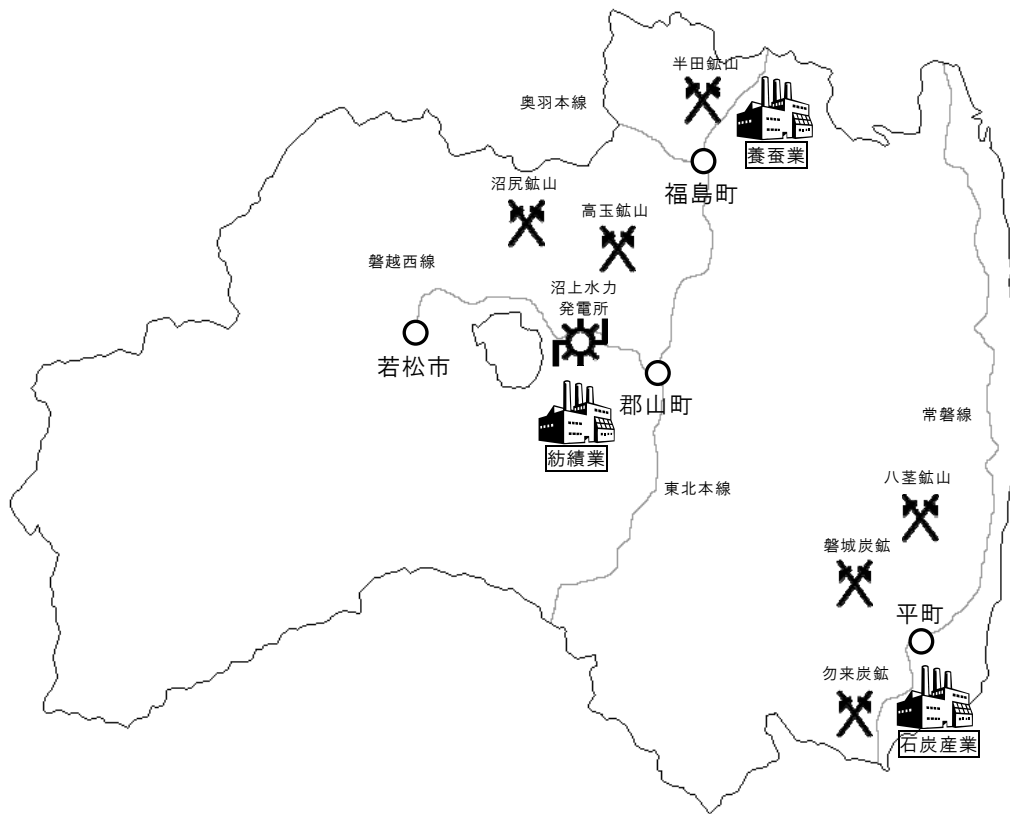 半田鉱山
奥羽本線
養蚕業
福島町
沼尻鉱山
高玉鉱山
磐越西線
沼上水力
発電所
若松市
郡山町
紡績業
常磐線
東北本線
八茎鉱山
磐城炭鉱
平町
勿来炭鉱
石炭産業